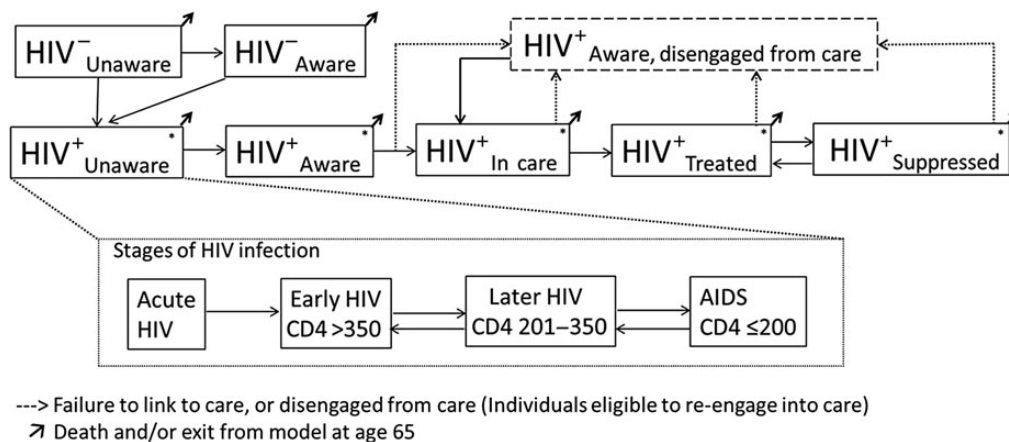 HIV⁻ Unaware
HIV⁻ Aware
HIV⁺ Aware, disengaged from care
HIV⁺ Unaware *
HIV⁺ Aware *
HIV⁺ In care *
HIV⁺ Treated *
HIV⁺ Suppressed *
Stages of HIV infection
Acute
HIV
Early HIV
CD4 >350
Later HIV
CD4 201–350
AIDS
CD4 ≤200
---> Failure to link to care, or disengaged from care (Individuals eligible to re-engage into care)
↗ Death and/or exit from model at age 65